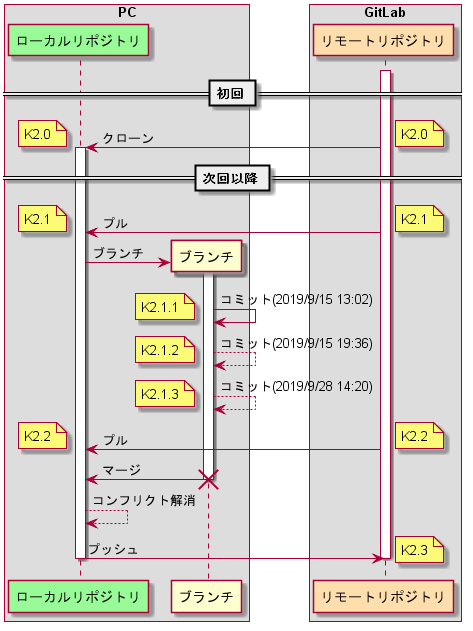 PC
GitLab
ローカルリポジトリ
リモートリポジトリ
初回
K2.0
クローン
K2.0
次回以降
K2.1
プル
K2.1
ブランチ
ブランチ
K2.1.1
コミット(2019/9/15 13:02)
K2.1.2
コミット(2019/9/15 19:36)
K2.1.3
コミット(2019/9/28 14:20)
K2.2
プル
K2.2
マージ
コンフリクト解消
プッシュ
K2.3
ローカルリポジトリ
ブランチ
リモートリポジトリ